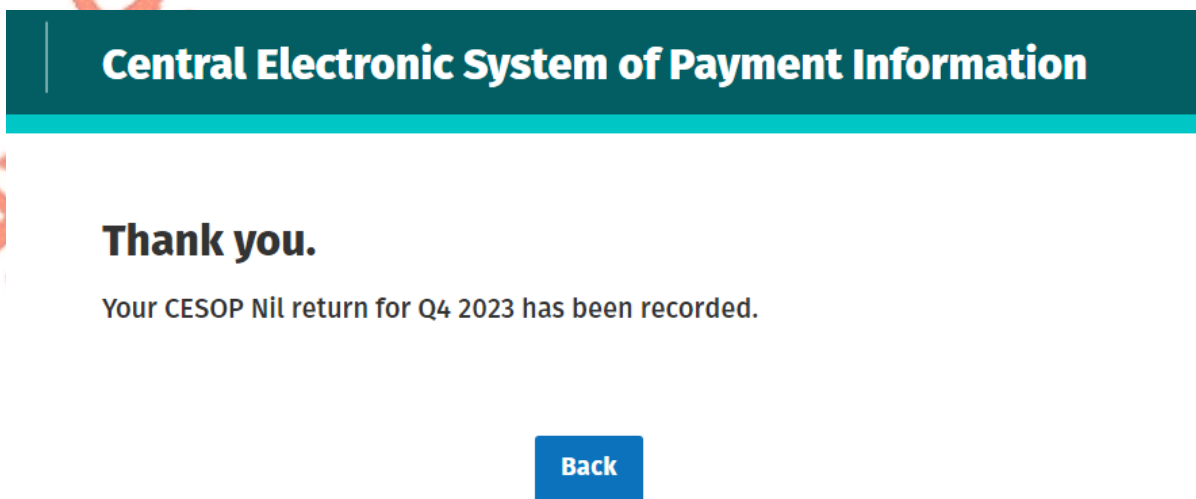 Central Electronic System of Payment Information
Thank you.
Your CESOP Nil return for Q4 2023 has been recorded.
Back